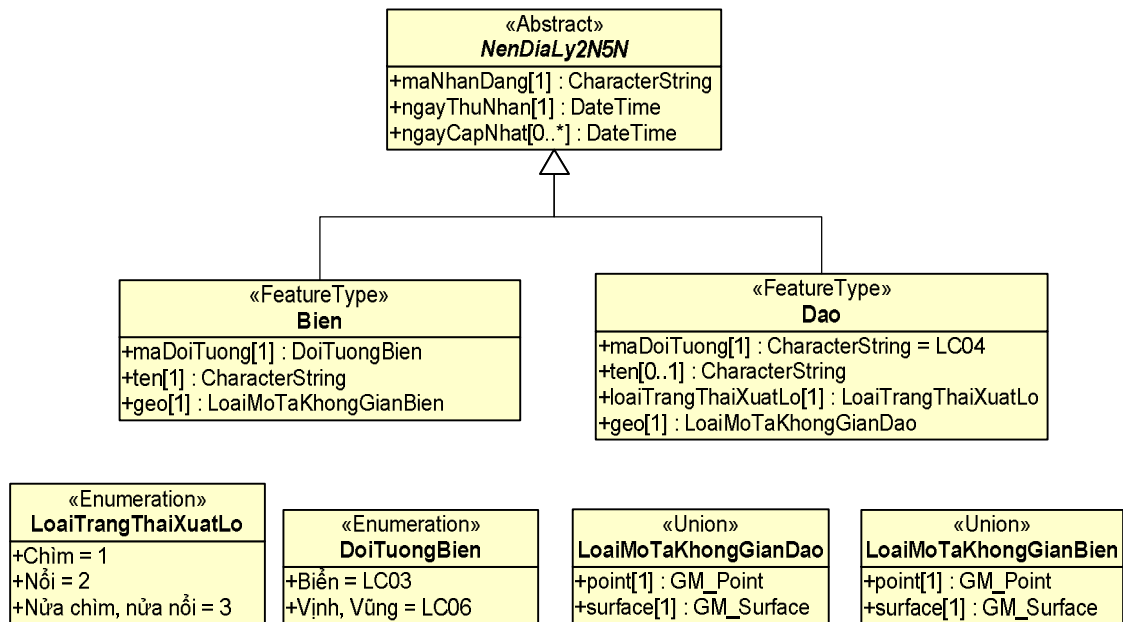 «Abstract»
NenDiaLy2N5N
+maNhanDang[1] : CharacterString
+ngayThuNhan[1] : DateTime
+ngayCapNhat[0..*] : DateTime
«FeatureType»
Bien
+maDoiTuong[1] : DoiTuongBien
+ten[1] : CharacterString
+geo[1] : LoaiMoTaKhongGianBien
«FeatureType»
Dao
+maDoiTuong[1] : CharacterString = LC04
+ten[0..1] : CharacterString
+loaiTrangThaiXuatLo[1] : LoaiTrangThaiXuatLo
+geo[1] : LoaiMoTaKhongGianDao
«Enumeration»
LoaiTrangThaiXuatLo
+Chìm = 1
+Nổi = 2
+Nửa chìm, nửa nổi = 3
«Enumeration»
DoiTuongBien
+Biển = LC03
+Vịnh, Vũng = LC06
«Union»
LoaiMoTaKhongGianDao
+point[1] : GM_Point
+surface[1] : GM_Surface
«Union»
LoaiMoTaKhongGianBien
+point[1] : GM_Point
+surface[1] : GM_Surface